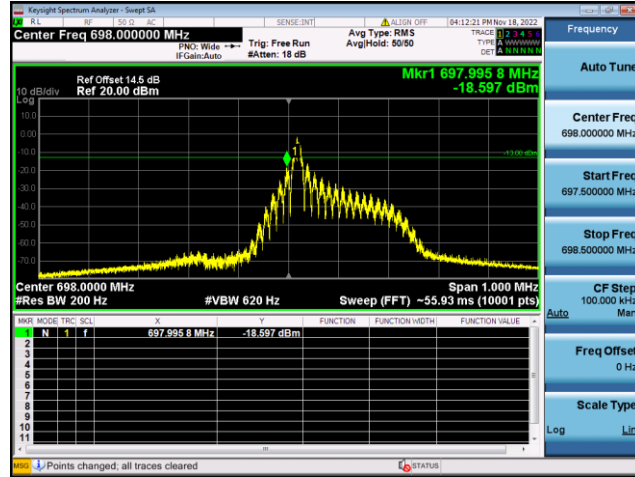 Keysight Spectrum Analyzer - Swept SA
RL RF 50 Ω AC SENSE:INT ALIGN OFF 04:12:21 PM Nov 18, 2022
Center Freq 698.000000 MHz
Avg Type: RMS
TRACE 1 2 3 4 5 6
PNO: Wide
Trig: Free Run
Avg|Hold: 50/50
TYPE A WWWWW
IFGain:Auto
#Atten: 18 dB
DET A N N N N N
Frequency
Mkr1 697.995 8 MHz
-18.597 dBm
Ref Offset 14.5 dB
10 dB/div Ref 20.00 dBm
Log
10.0
0.00
-10.0
-13.00 dBm
-20.0
-30.0
-40.0
-50.0
-60.0
-70.0
1
Center 698.0000 MHz
Span 1.000 MHz
#Res BW 200 Hz
#VBW 620 Hz
Sweep (FFT) ~55.93 ms (10001 pts)
MKR MODE TRC SCL X Y FUNCTION FUNCTION WIDTH FUNCTION VALUE
1 N 1 f 697.995 8 MHz -18.597 dBm
2
3
4
5
6
7
8
9
10
11
Auto Tune
Center Freq
698.000000 MHz
Start Freq
697.500000 MHz
Stop Freq
698.500000 MHz
CF Step
100.000 kHz
Auto Man
Freq Offset
0 Hz
Scale Type
Log Lin
MSG Points changed; all traces cleared
STATUS